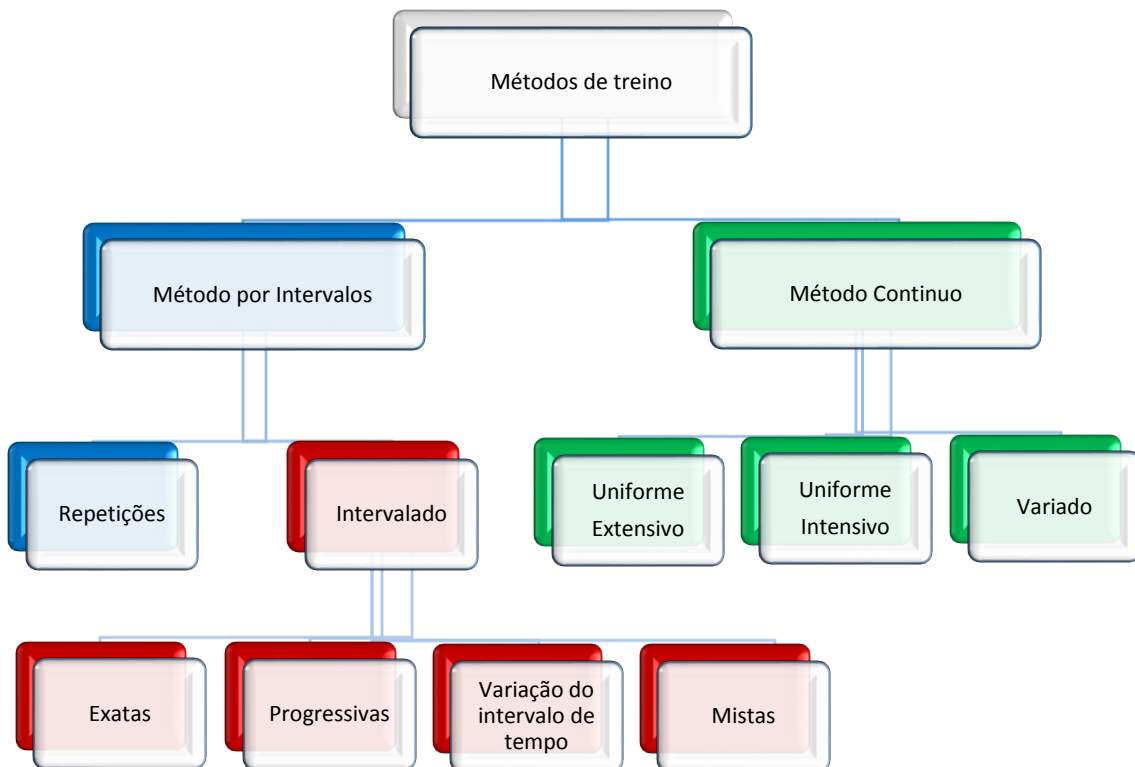 Métodos de treino
Método por Intervalos
Método Continuo
Repetições
Intervalado
Uniforme
Extensivo
Uniforme
Intensivo
Variado
Exatas
Progressivas
Variação do
intervalo de
tempo
Mistas